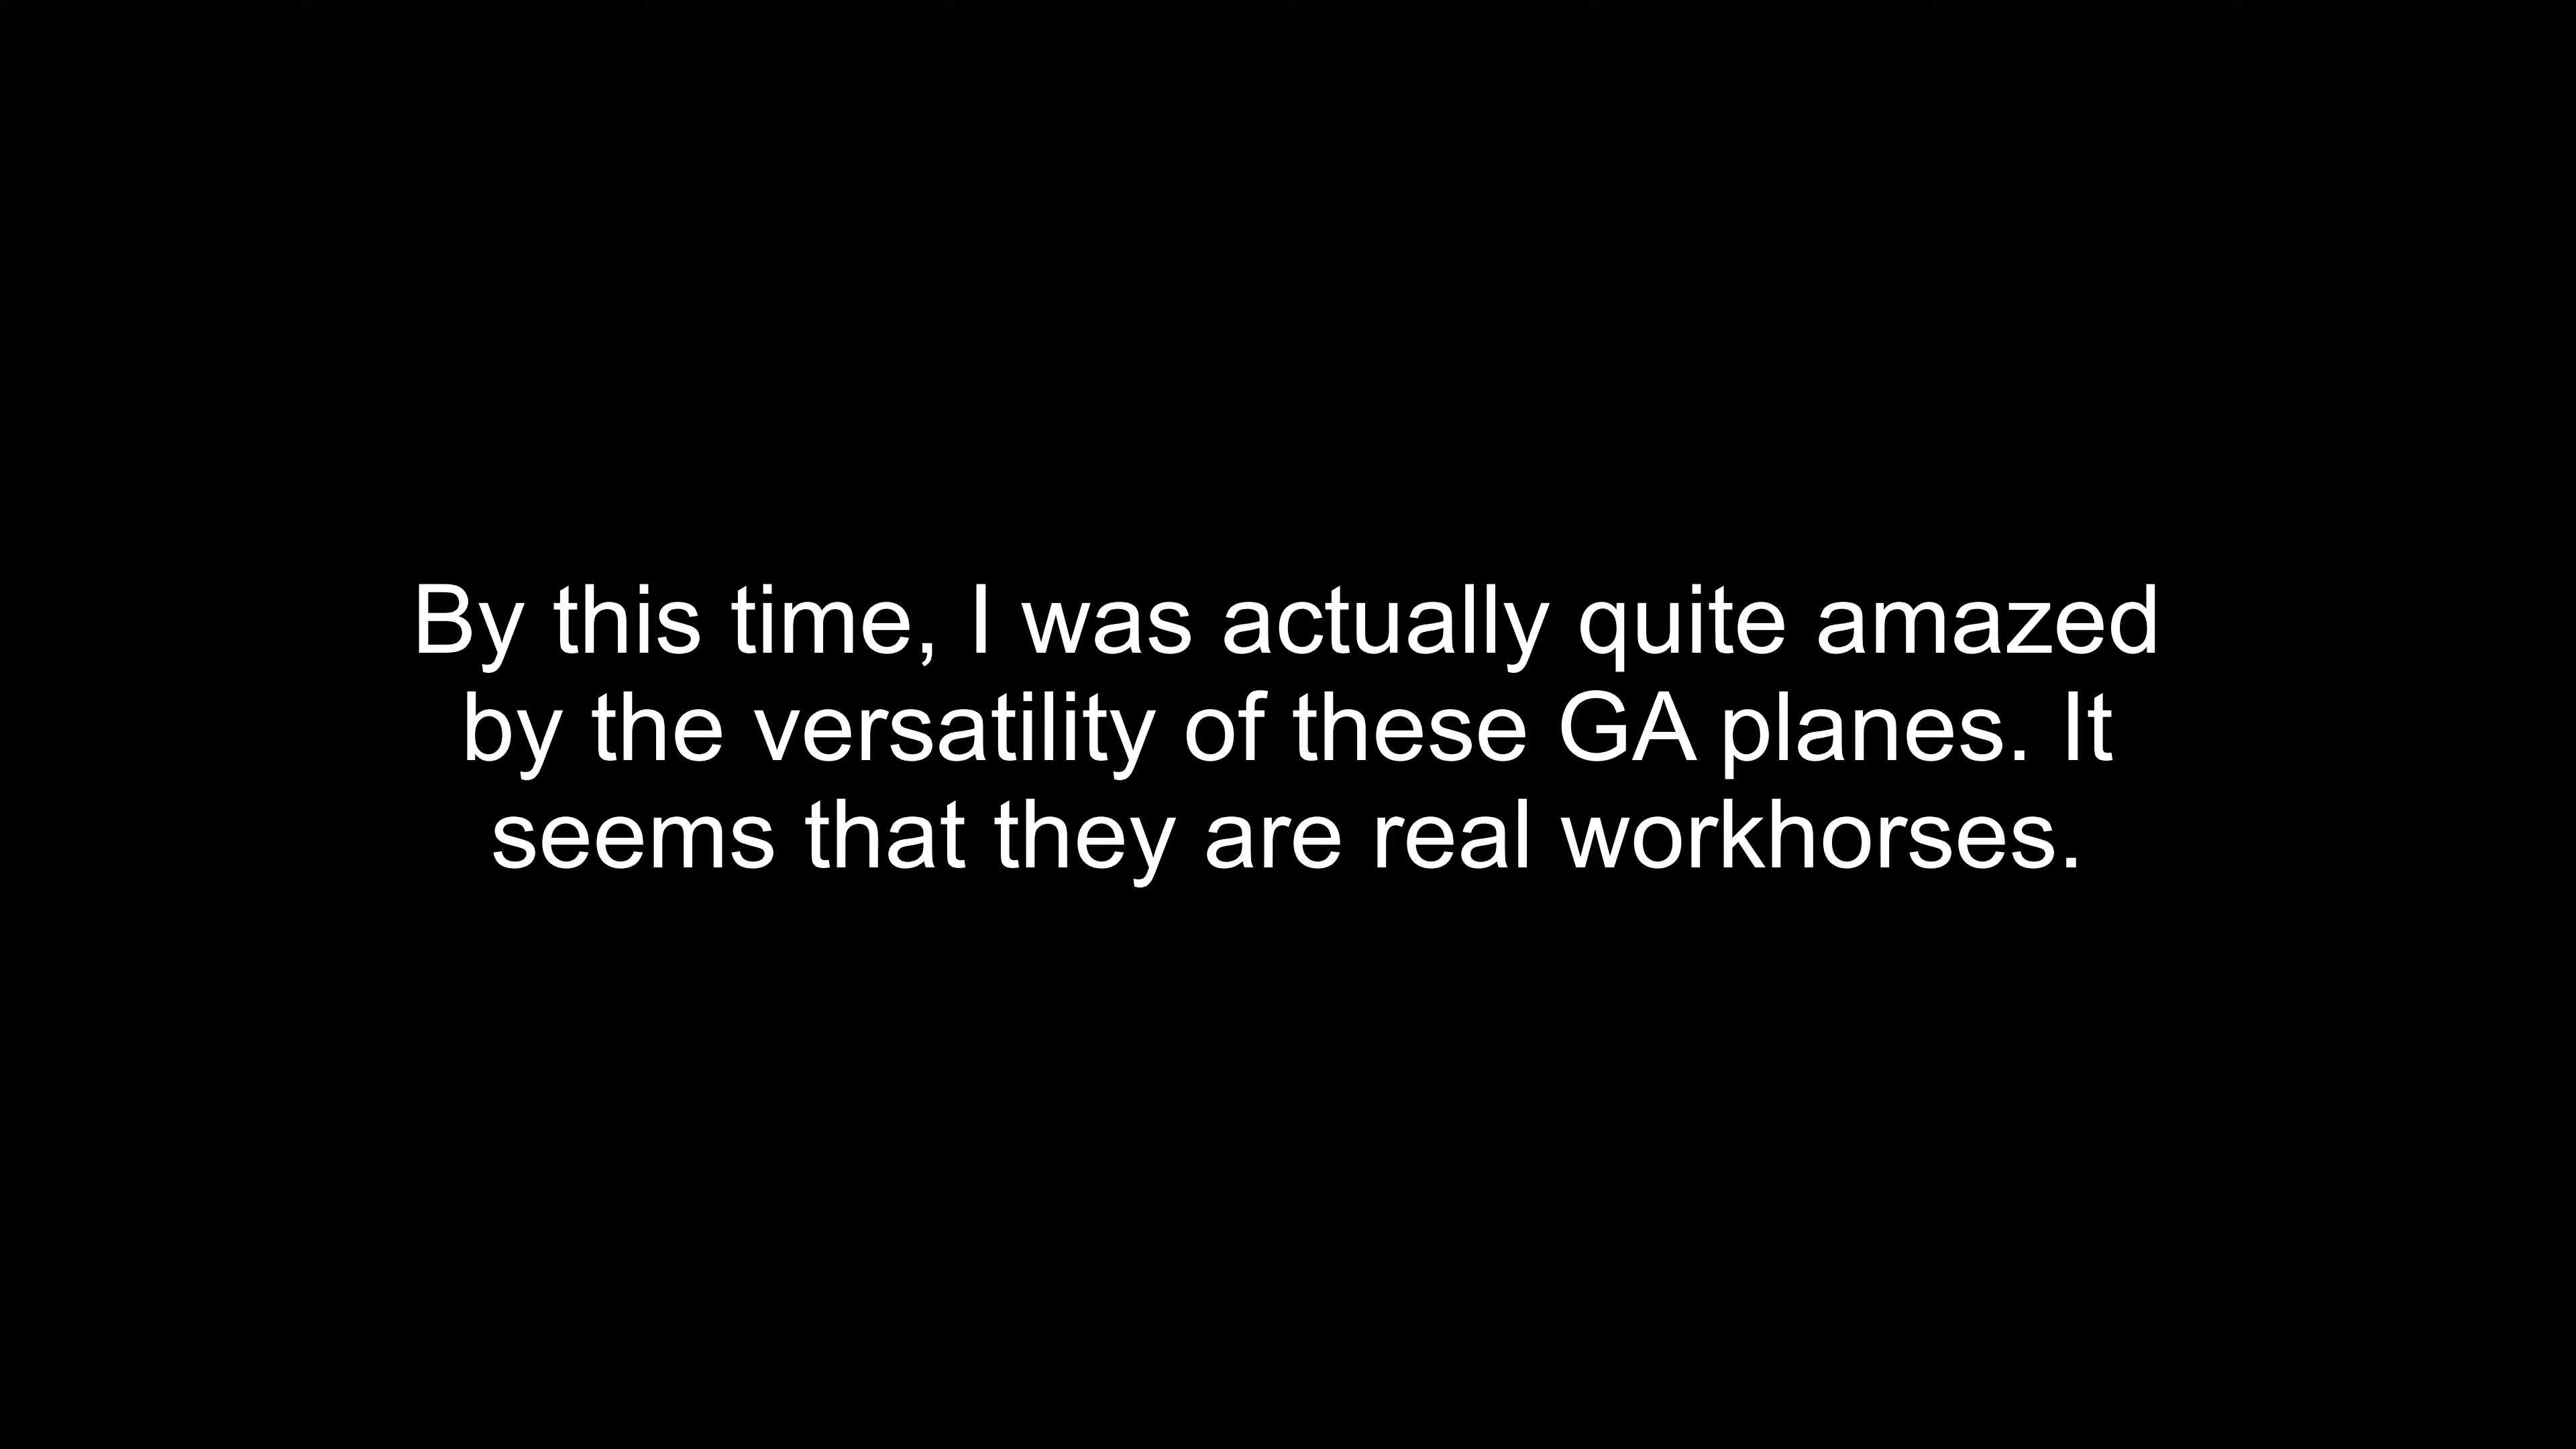 By this time, I was actually quite amazed
by the versatility of these GA planes. It
seems that they are real workhorses.